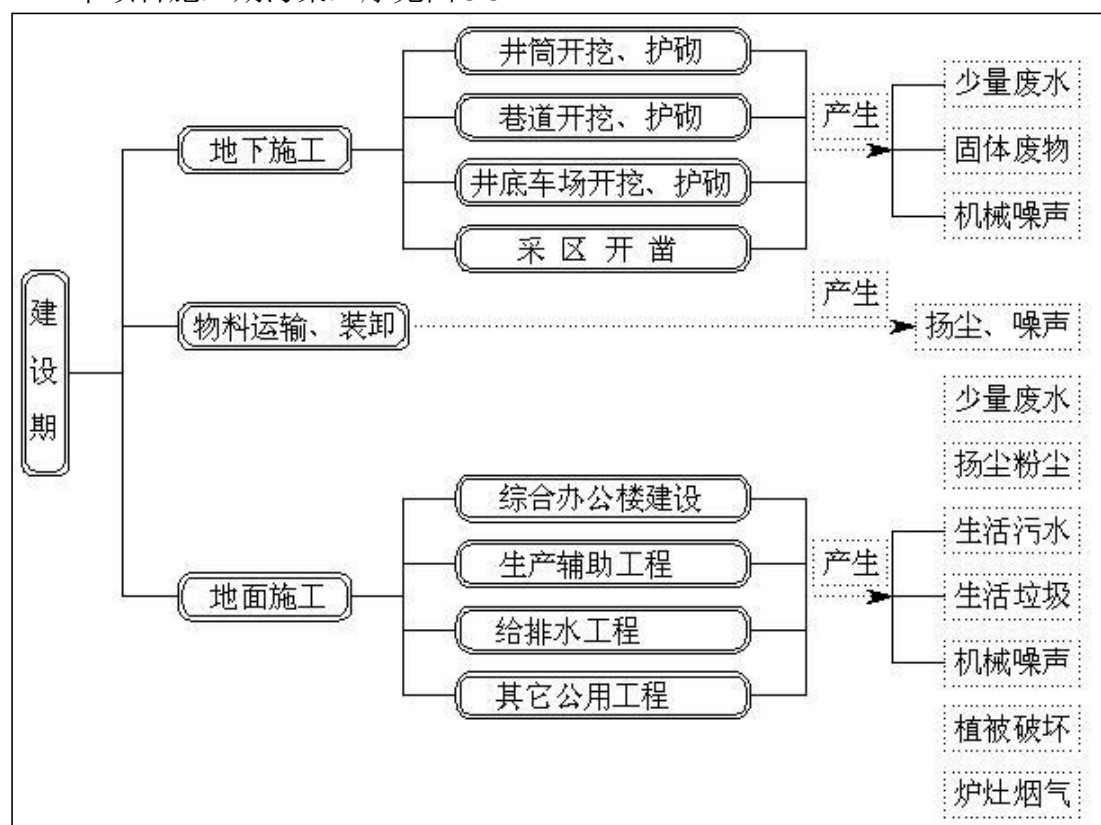 建设期
地下施工
井筒开挖、护砌
巷道开挖、护砌
井底车场开挖、护砌
采区开凿
产生
少量废水
固体废物
机械噪声
物料运输、装卸
产生
扬尘、噪声
地面施工
综合办公楼建设
生产辅助工程
给排水工程
其它公用工程
产生
少量废水
扬尘粉尘
生活污水
生活垃圾
机械噪声
植被破坏
炉灶烟气